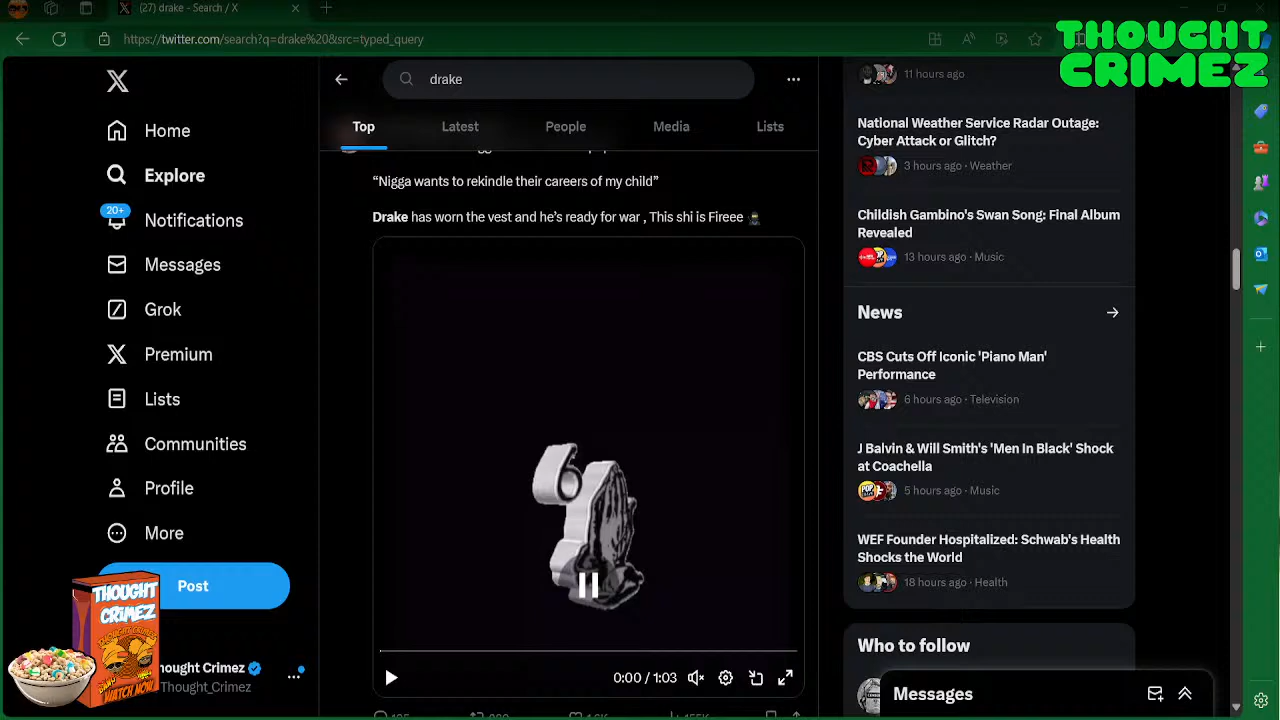 (27) drake - Search / X
https://twitter.com/search?q=drake%20&src=typed_query
THOUGHT
CRIMEZ
drake
Top
Latest
People
Media
Lists
Home
Explore
20+
Notifications
Messages
Grok
Premium
Lists
Communities
Profile
More
Post
“Nigga wants to rekindle their careers of my child”
Drake has worn the vest and he’s ready for war , This shi is Fireee
0:00 / 1:03
11 hours ago
National Weather Service Radar Outage:
Cyber Attack or Glitch?
3 hours ago · Weather
Childish Gambino’s Swan Song: Final Album
Revealed
13 hours ago · Music
News
CBS Cuts Off Iconic 'Piano Man'
Performance
6 hours ago · Television
J Balvin & Will Smith's 'Men In Black' Shock
at Coachella
5 hours ago · Music
WEF Founder Hospitalized: Schwab's Health
Shocks the World
18 hours ago · Health
Who to follow
Messages
THOUGHT
CRIMEZ
WATCH NOW
hought Crimez
Thought_Crimez